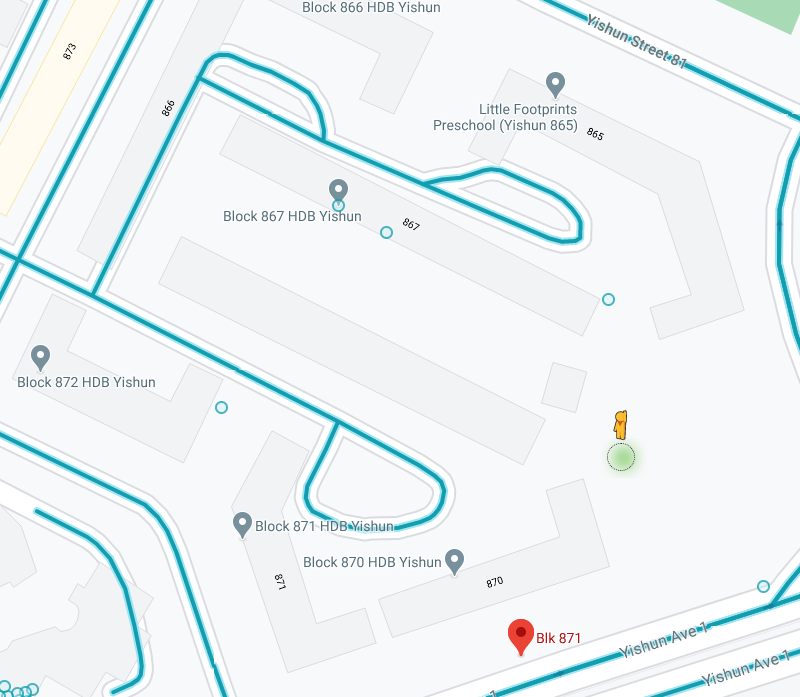 Block 866 HDB Yishun
Yishun Street 81
873
866
Little Footprints
Preschool (Yishun 865)
865
Block 867 HDB Yishun
867
Block 872 HDB Yishun
Block 871 HDB Yishun
Block 870 HDB Yishun
871
870
Blk 871
Yishun Ave 1
Yishun Ave 1
1